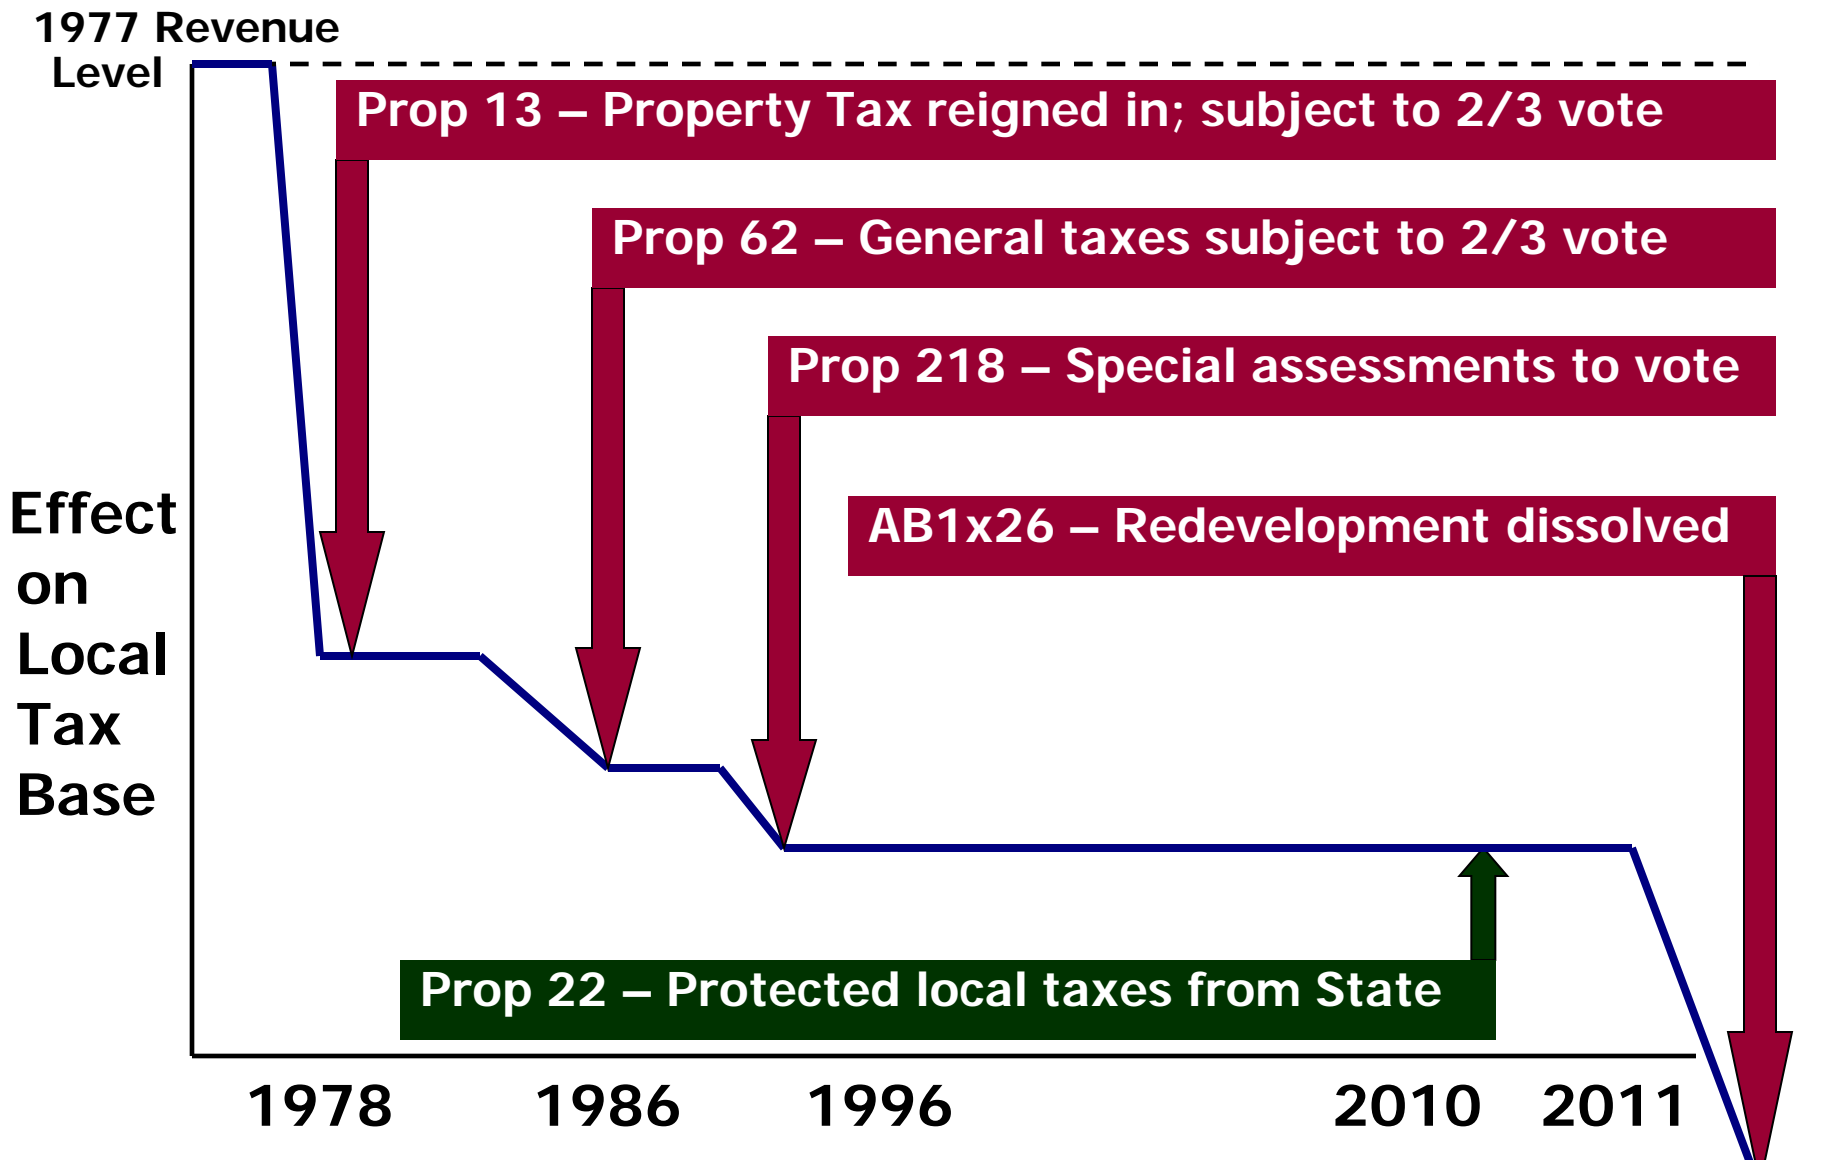 1977 Revenue
Level
Prop 13 – Property Tax reigned in; subject to 2/3 vote
Prop 62 – General taxes subject to 2/3 vote
Prop 218 – Special assessments to vote
AB1x26 – Redevelopment dissolved
Effect
on
Local
Tax
Base
Prop 22 – Protected local taxes from State
1978 1986 1996 2010 2011